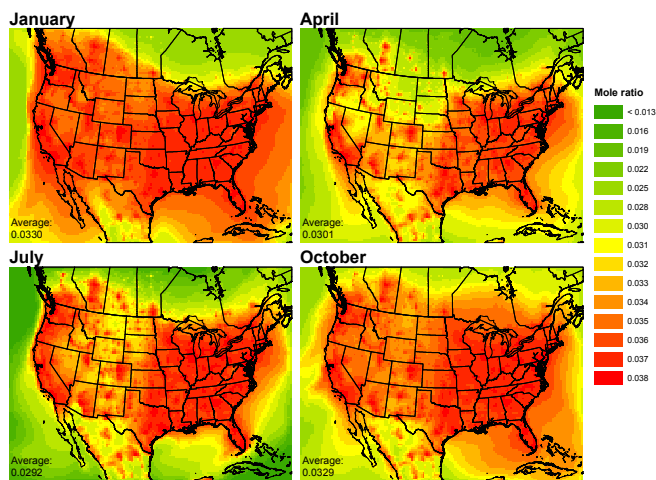 January
April
Average:
0.0330
Average:
0.0301
Mole ratio
< 0.013
0.016
0.019
0.022
0.025
0.028
0.030
0.031
0.032
0.033
0.034
0.035
0.036
0.037
0.038
July
October
Average:
0.0292
Average:
0.0329